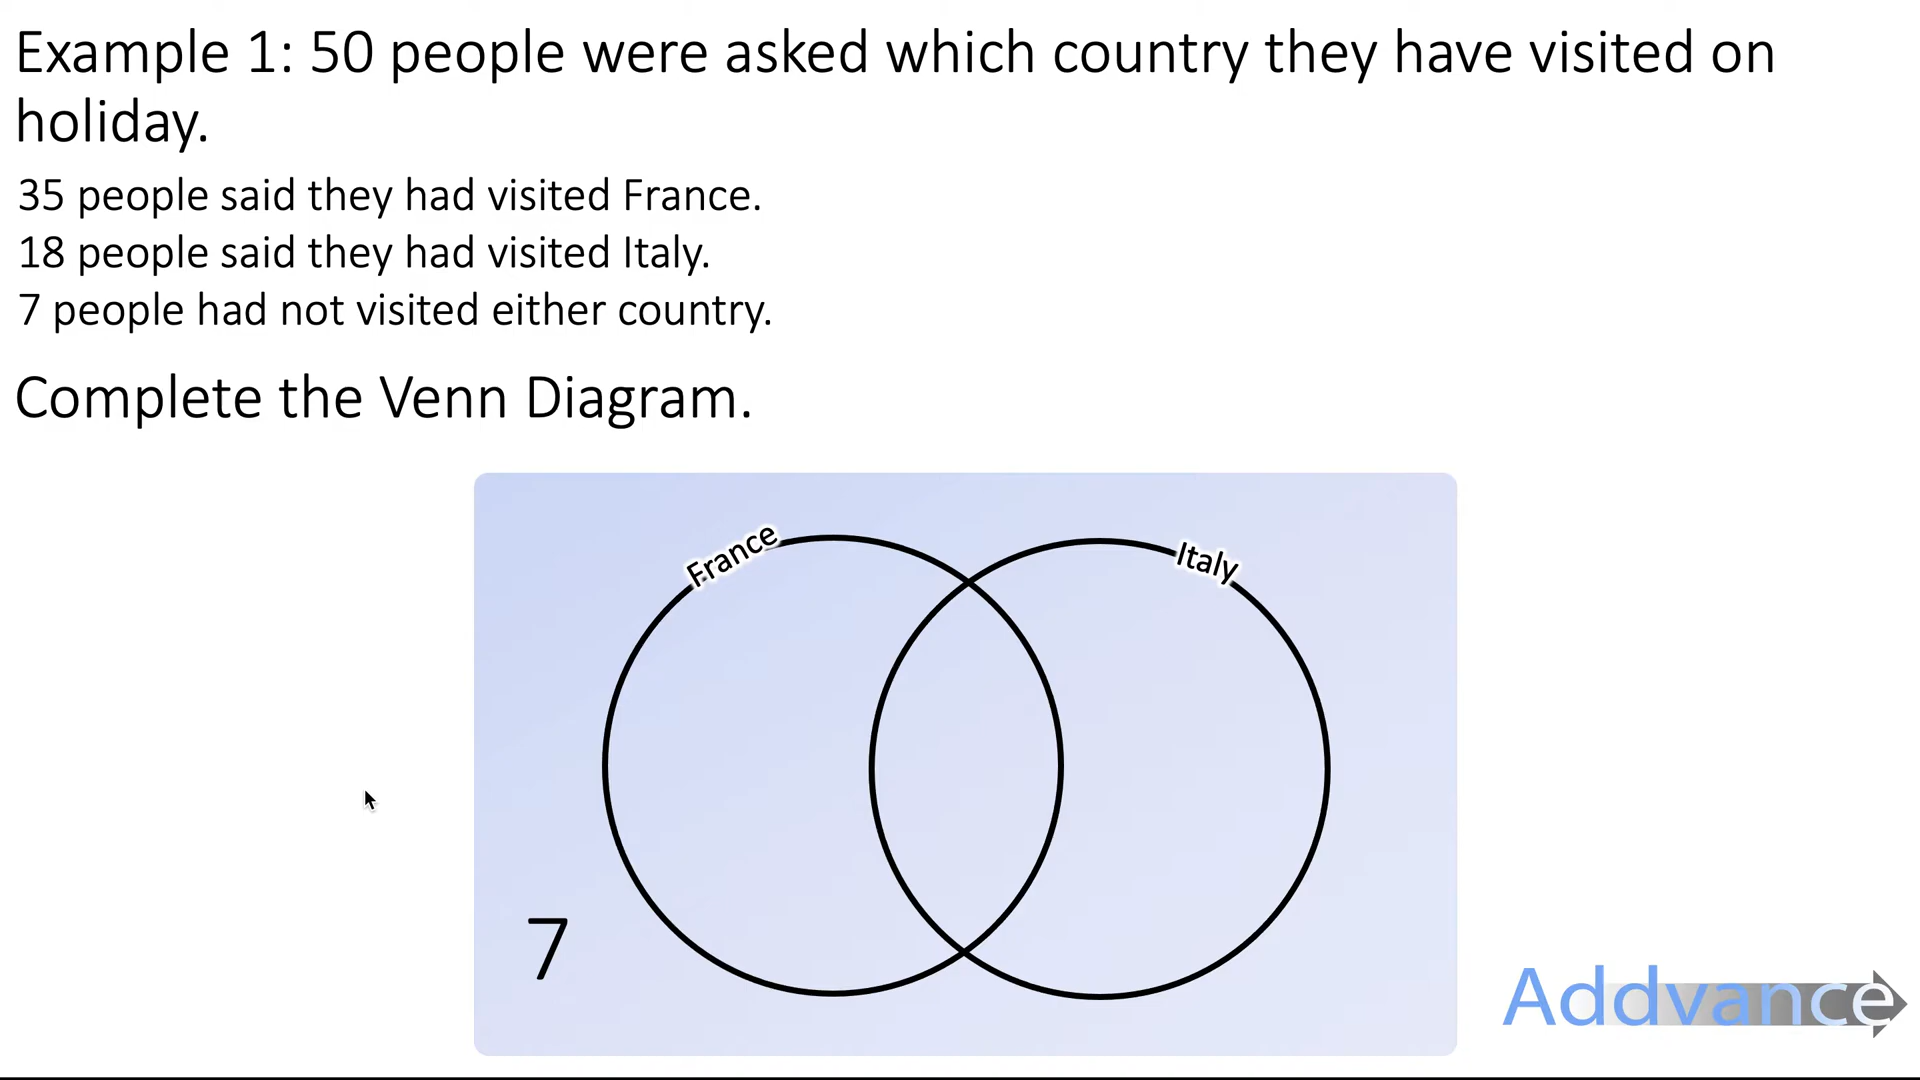 Example 1: 50 people were asked which country they have visited on
holiday.
35 people said they had visited France.
18 people said they had visited Italy.
7 people had not visited either country.
Complete the Venn Diagram.
France
Italy
7
Addvance